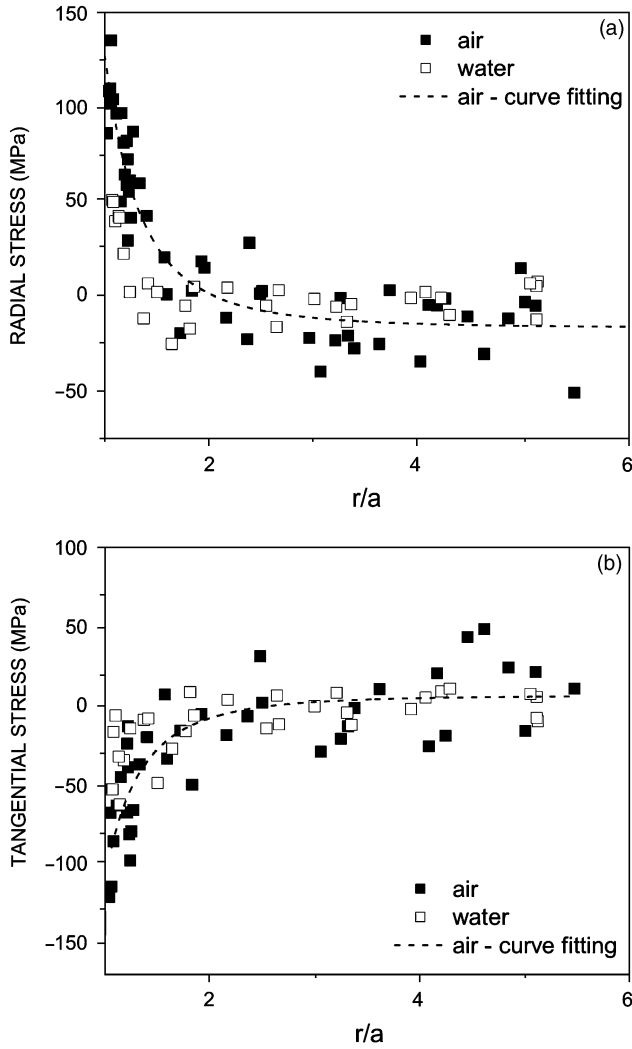 150
(a)
air
water
air - curve fitting
100
50
0
−50
RADIAL STRESS (MPa)
2
4
6
r/a
100
(b)
50
0
−50
−100
−150
TANGENTIAL STRESS (MPa)
air
water
air - curve fitting
2
4
6
r/a